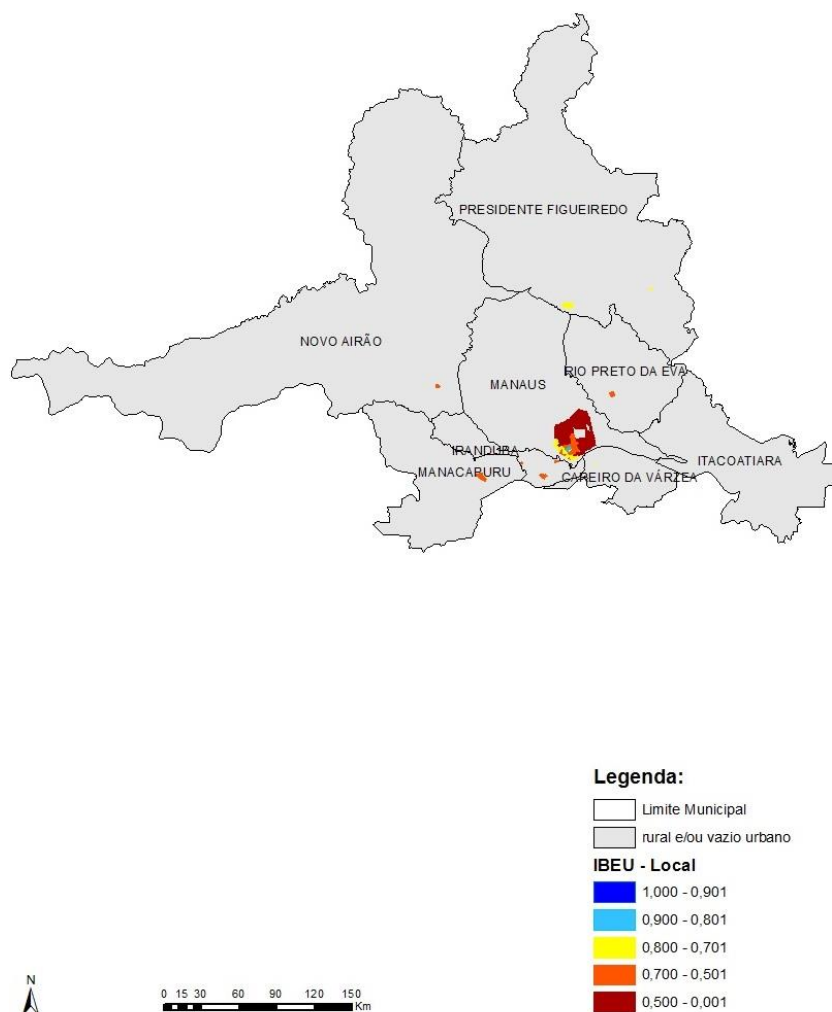 PRESIDENTE FIGUEIREDO
NOVO AIRÃO
MANAUS
RIO PRETO DA EVA
IRANDUBA
ITACOATIARA
MANACAPURU
CAREIRO DA VÁRZEA
Legenda:
Limite Municipal
rural e/ou vazio urbano
IBEU - Local
1,000 - 0,901
0,900 - 0,801
0,800 - 0,701
0,700 - 0,501
0,500 - 0,001
N
0 15 30 60 90 120 150
Km